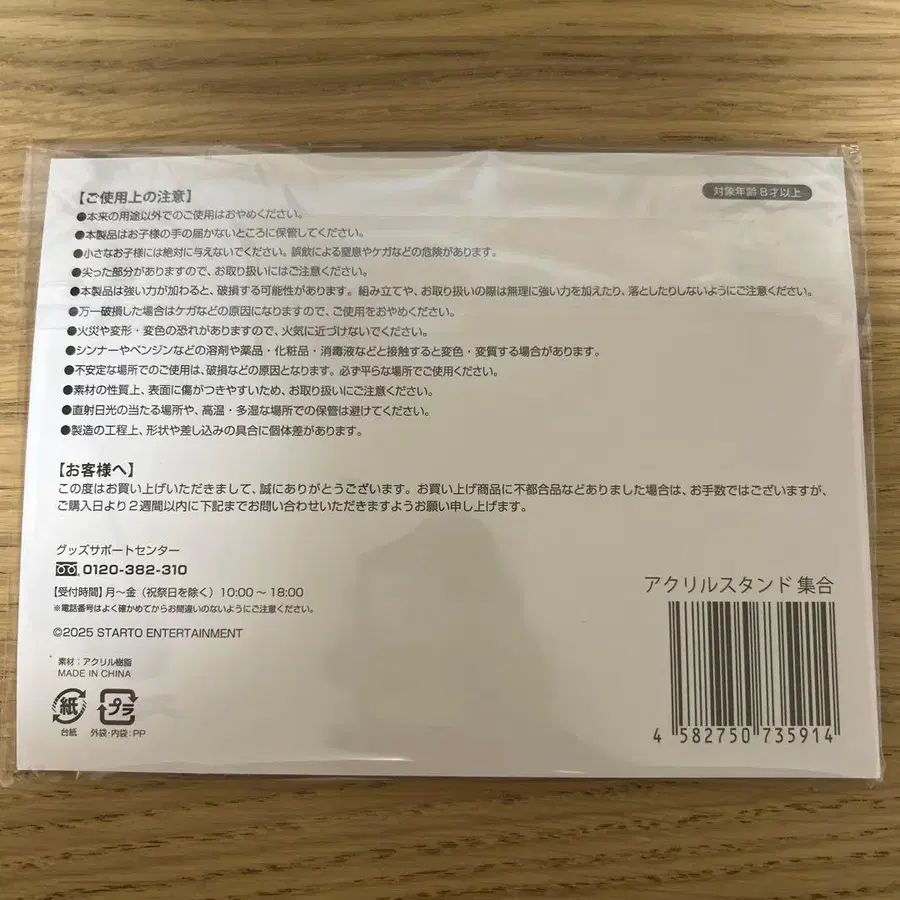 【ご使用上の注意】
対象年齢8才以上
●本来の用途以外でのご使用はおやめください。
●本製品はお子様の手の届かないところに保管してください。
●小さなお子様には絶対に与えないでください。誤飲による窒息やケガなどの危険があります。
●尖った部分がありますので、お取り扱いにはご注意ください。
●本製品は強い力が加わると、破損する可能性があります。組み立てや、お取り扱いの際は無理に強い力を加えたり、落としたりしないようにご注意ください。
●万一破損した場合はケガなどの原因になりますので、ご使用をおやめください。
●火災や変形・変色の恐れがありますので、火気に近づけないでください。
●シンナーやベンジンなどの溶剤や薬品・化粧品・消毒液などと接触すると変色・変質する場合があります。
●不安定な場所でのご使用は、破損などの原因となります。必ず平らな場所でご使用ください。
●素材の性質上、表面に傷がつきやすいため、お取り扱いにご注意ください。
●直射日光の当たる場所や、高温・多湿な場所での保管は避けてください。
●製造の工程上、形状や差し込みの具合に個体差があります。
【お客様へ】
この度はお買い上げいただきまして、誠にありがとうございます。お買い上げ商品に不都合品などありました場合は、お手数ではございますが、
ご購入日より2週間以内に下記までお問い合わせいただきますようお願い申し上げます。
グッズサポートセンター
0120-382-310
【受付時間】月〜金（祝祭日を除く）10:00〜18:00
※電話番号はよく確かめてからお間違いのないようにご注意ください。
©2025 STARTO ENTERTAINMENT
素材：アクリル樹脂
MADE IN CHINA
紙
プラ
台紙
外袋・内袋：PP
アクリルスタンド 集合
4 582750 735914